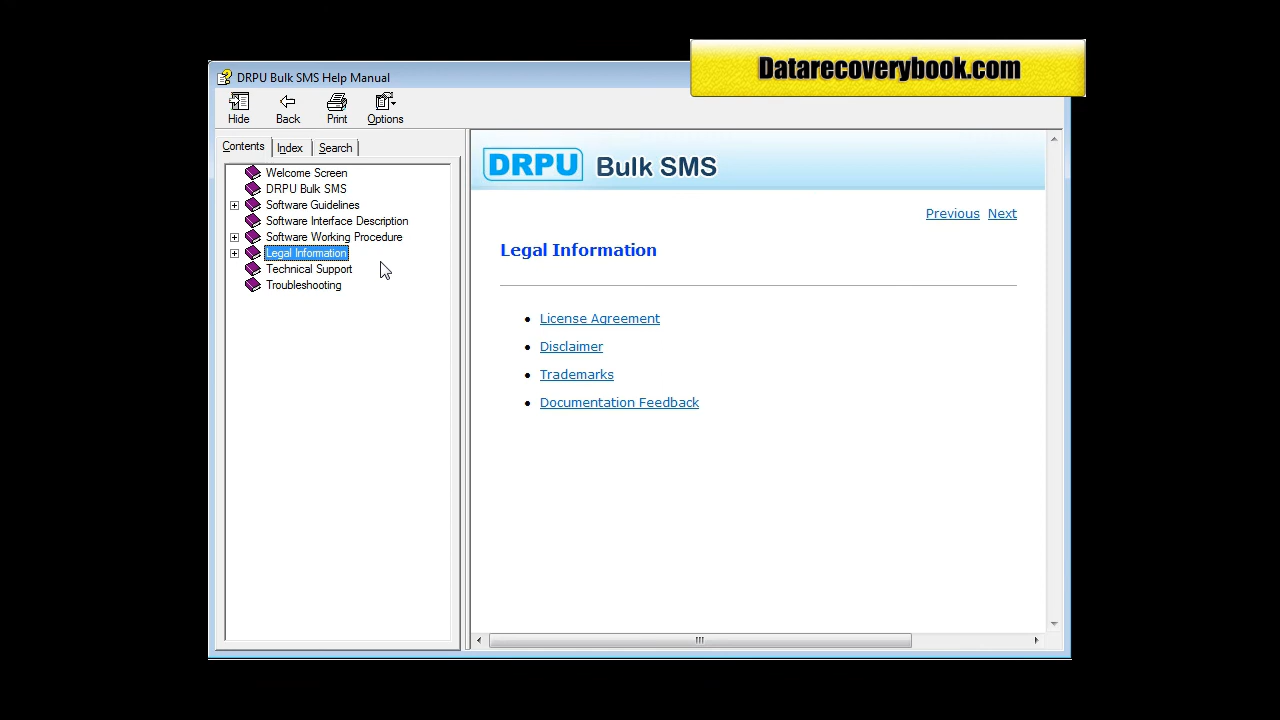 Datarecoverybook.com
DRPU Bulk SMS Help Manual
Hide Back Print Options
Contents Index Search
Welcome Screen
DRPU Bulk SMS
Software Guidelines
Software Interface Description
Software Working Procedure
Legal Information
Technical Support
Troubleshooting
DRPU Bulk SMS
Previous Next
Legal Information
License Agreement
Disclaimer
Trademarks
Documentation Feedback